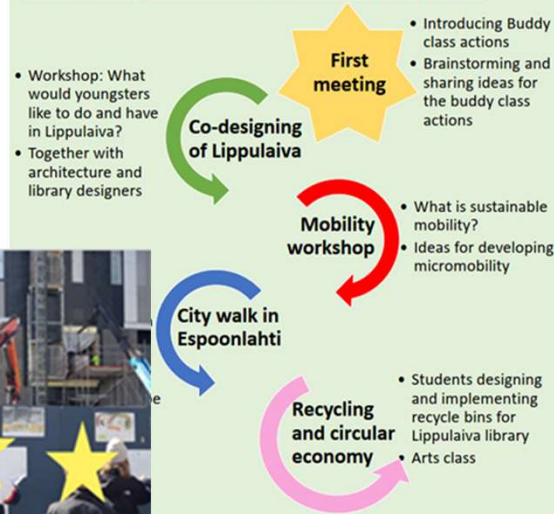 First
meeting
• Introducing Buddy
class actions
• Brainstorming and
sharing ideas for
the buddy class
actions
• Workshop: What
would youngsters
like to do and have
in Lippulaiva?
• Together with
architecture and
library designers
Co-designing
of Lippulaiva
Mobility
workshop
• What is sustainable
mobility?
• Ideas for developing
micromobility
City walk in
Espoonlahti
Recycling
and circular
economy
• Students designing
and implementing
recycle bins for
Lippulaiva library
• Arts class